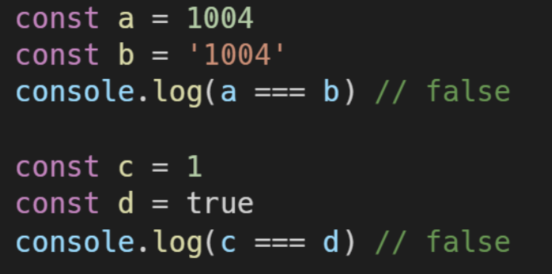 const a = 1004
const b = '1004'
console.log(a === b) // false
const c = 1
const d = true
console.log(c === d) // false